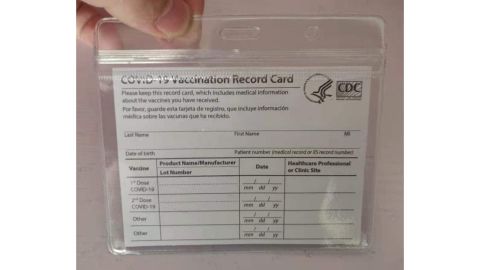 COVID-19 Vaccination Record Card
Please keep this record card, which includes medical information
about the vaccines you have received.
Por favor, guarde esta tarjeta de registro, que incluye información
médica sobre las vacunas que ha recibido.
CDC
Last Name First Name MI
Date of birth Patient number (medical record or IIS record number)
Vaccine Product Name/Manufacturer Date Healthcare Professional
Lot Number or Clinic Site
1st Dose / /
COVID-19 mm dd yy
2nd Dose / /
COVID-19 mm dd yy
Other / /
mm dd yy
Other / /
mm dd yy